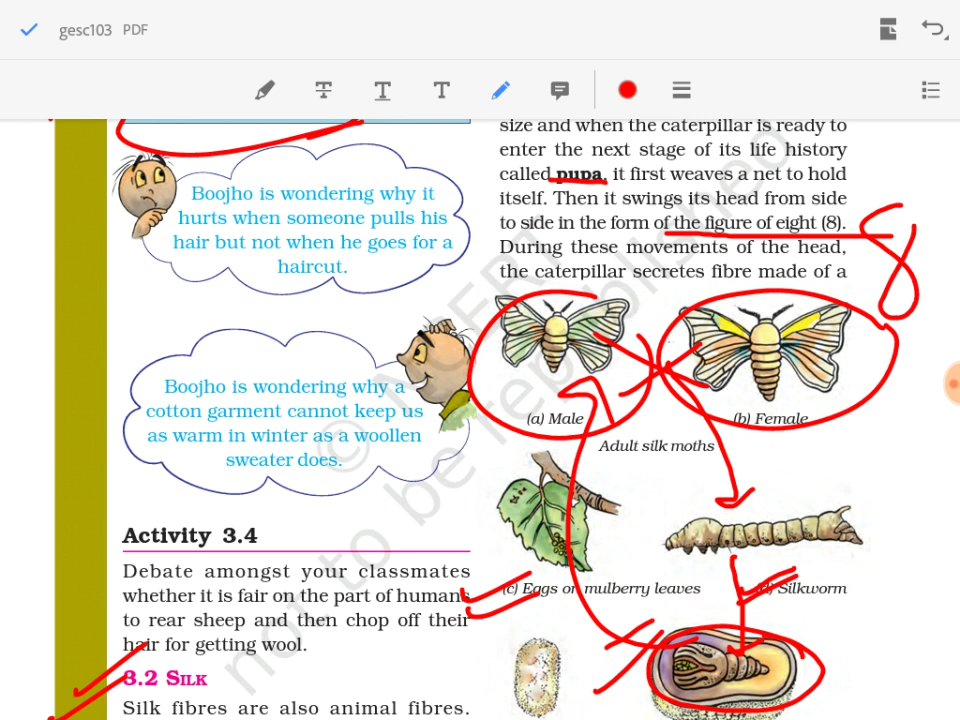 gesc103 PDF
Boojho is wondering why it
hurts when someone pulls his
hair but not when he goes for a
haircut.
Boojho is wondering why a
cotton garment cannot keep us
as warm in winter as a woollen
sweater does.
Activity 3.4
Debate amongst your classmates
whether it is fair on the part of humans
to rear sheep and then chop off their
hair for getting wool.
3.2 SILK
Silk fibres are also animal fibres.
size and when the caterpillar is ready to
enter the next stage of its life history
called pupa, it first weaves a net to hold
itself. Then it swings its head from side
to side in the form of the figure of eight (8).
During these movements of the head,
the caterpillar secretes fibre made of a
8
(a) Male
(b) Female
Adult silk moths
(c) Eggs on mulberry leaves
(d) Silkworm
© NCERT
not to be republished